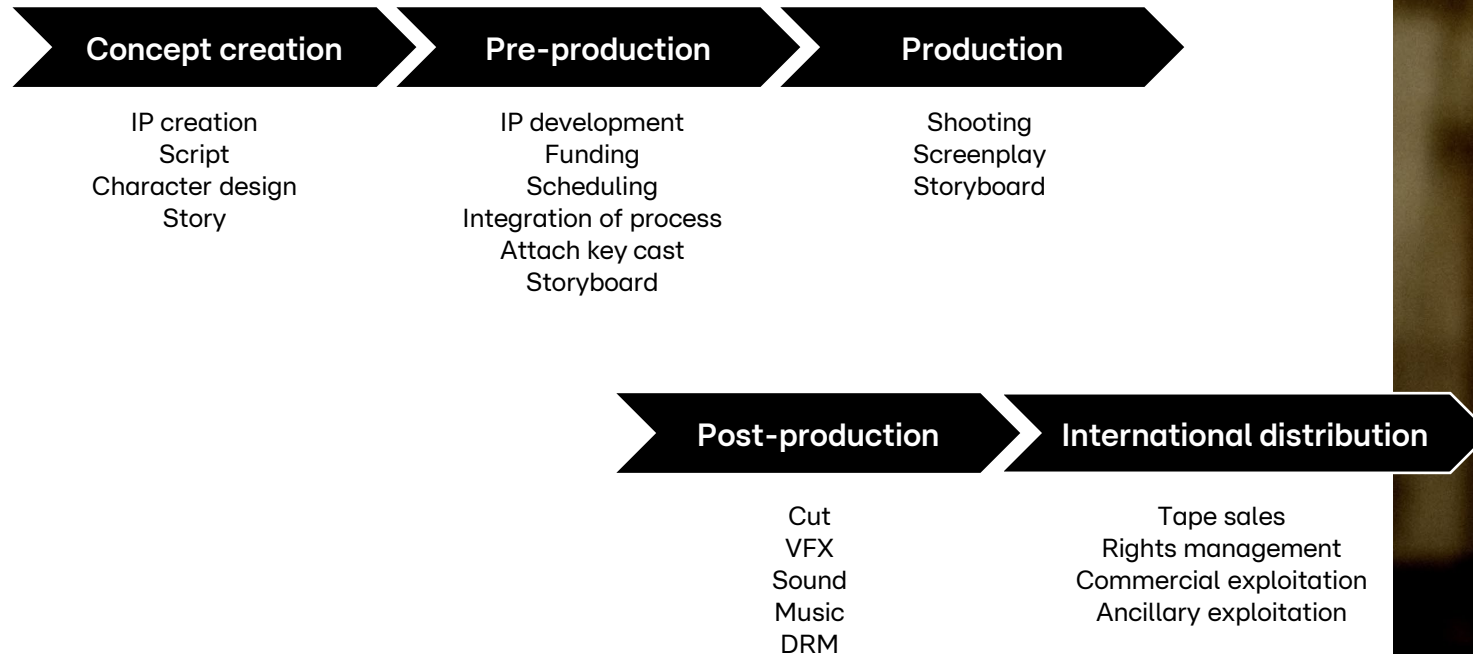 Concept creation
IP creation
Script
Character design
Story
Pre-production
IP development
Funding
Scheduling
Integration of process
Attach key cast
Storyboard
Production
Shooting
Screenplay
Storyboard
Post-production
Cut
VFX
Sound
Music
DRM
International distribution
Tape sales
Rights management
Commercial exploitation
Ancillary exploitation